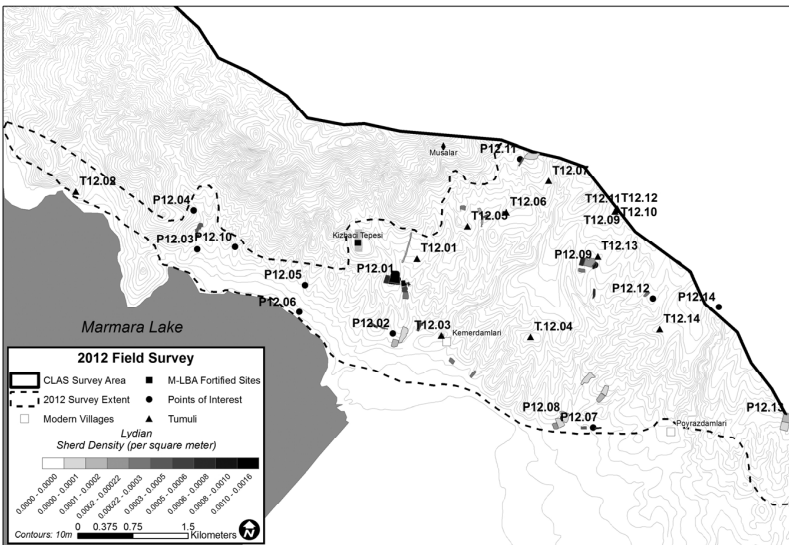 P12.11
Musalar
T12.07
T12.02
P12.04
T12.11 T12.12
T12.09 T12.10
T12.06
T12.05
P12.03 P12.10
Kizbaci Tepesi
T12.01
P12.09
T12.13
P12.01
P12.05
P12.12
P12.14
P12.06
P12.02
T12.03
Kemerdamlari
T.12.04
T12.14
Marmara Lake
P12.08
P12.07
P12.13
Poyrazdamlari
2012 Field Survey
CLAS Survey Area
M-LBA Fortified Sites
2012 Survey Extent
Points of Interest
Modern Villages
Tumuli
Lydian
Sherd Density (per square meter)
0.0000 - 0.0000
0.0000 - 0.0001
0.0001 - 0.0002
0.0002 - 0.00022
0.00022 - 0.0003
0.0003 - 0.0005
0.0005 - 0.0006
0.0006 - 0.0008
0.0008 - 0.0010
0.0010 - 0.0016
Contours: 10m
0 0.375 0.75 1.5
Kilometers
N